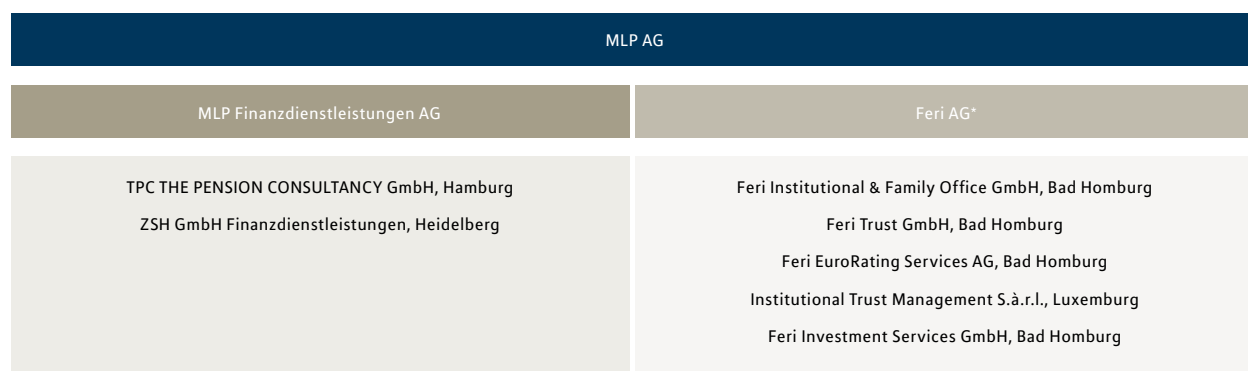 MLP AG
MLP Finanzdienstleistungen AG
Feri AG*
TPC THE PENSION CONSULTANCY GmbH, Hamburg
ZSH GmbH Finanzdienstleistungen, Heidelberg
Feri Institutional & Family Office GmbH, Bad Homburg
Feri Trust GmbH, Bad Homburg
Feri EuroRating Services AG, Bad Homburg
Institutional Trust Management S.à.r.l., Luxemburg
Feri Investment Services GmbH, Bad Homburg